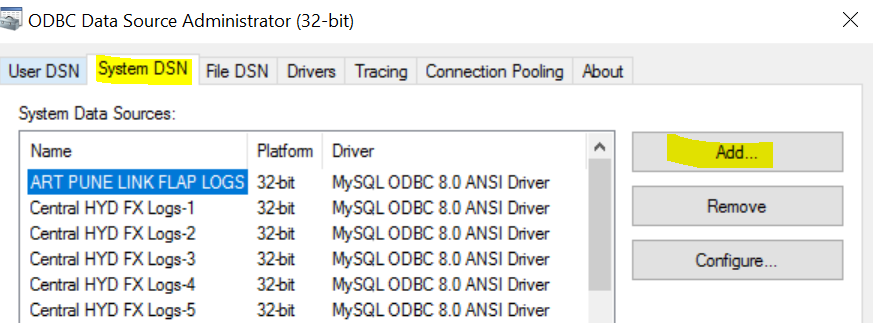 ODBC Data Source Administrator (32-bit)
User DSN System DSN File DSN Drivers Tracing Connection Pooling About
System Data Sources:
Name Platform Driver
ART PUNE LINK FLAP LOGS 32-bit MySQL ODBC 8.0 ANSI Driver
Central HYD FX Logs-1 32-bit MySQL ODBC 8.0 ANSI Driver
Central HYD FX Logs-2 32-bit MySQL ODBC 8.0 ANSI Driver
Central HYD FX Logs-3 32-bit MySQL ODBC 8.0 ANSI Driver
Central HYD FX Logs-4 32-bit MySQL ODBC 8.0 ANSI Driver
Central HYD FX Logs-5 32-bit MySQL ODBC 8.0 ANSI Driver
Add...
Remove
Configure...